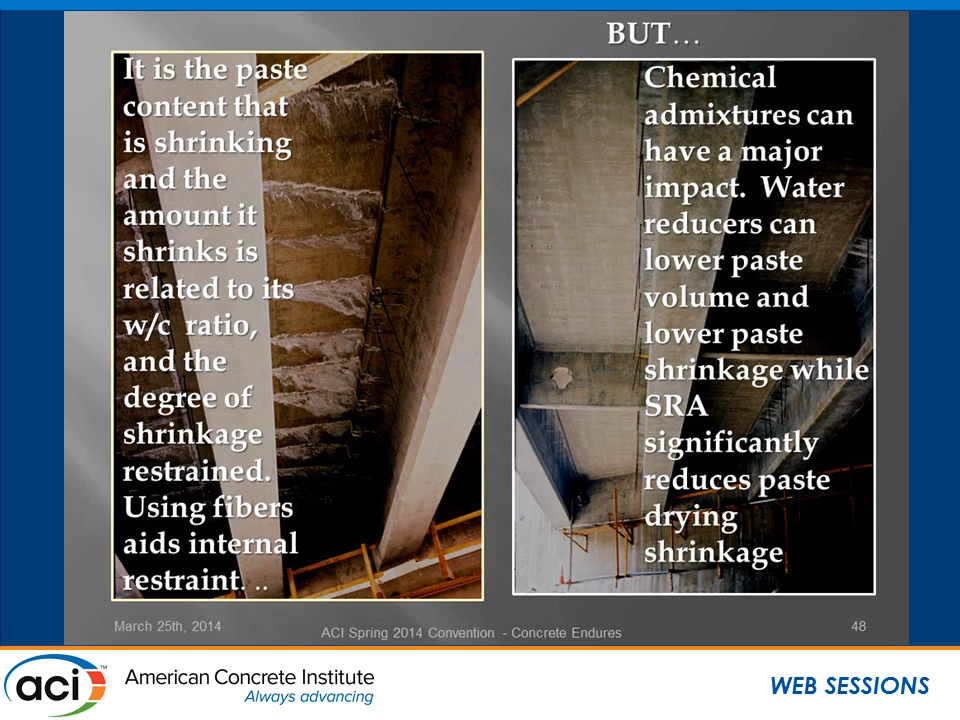 BUT…
It is the paste
content that
is shrinking
and the
amount it
shrinks is
related to its
w/c ratio,
and the
degree of
shrinkage
restrained.
Using fibers
aids internal
restraint. ..
Chemical
admixtures can
have a major
impact. Water
reducers can
lower paste
volume and
lower paste
shrinkage while
SRA
significantly
reduces paste
drying
shrinkage
March 25th, 2014
ACI Spring 2014 Convention - Concrete Endures
48
aci™
American Concrete Institute
Always advancing
WEB SESSIONS